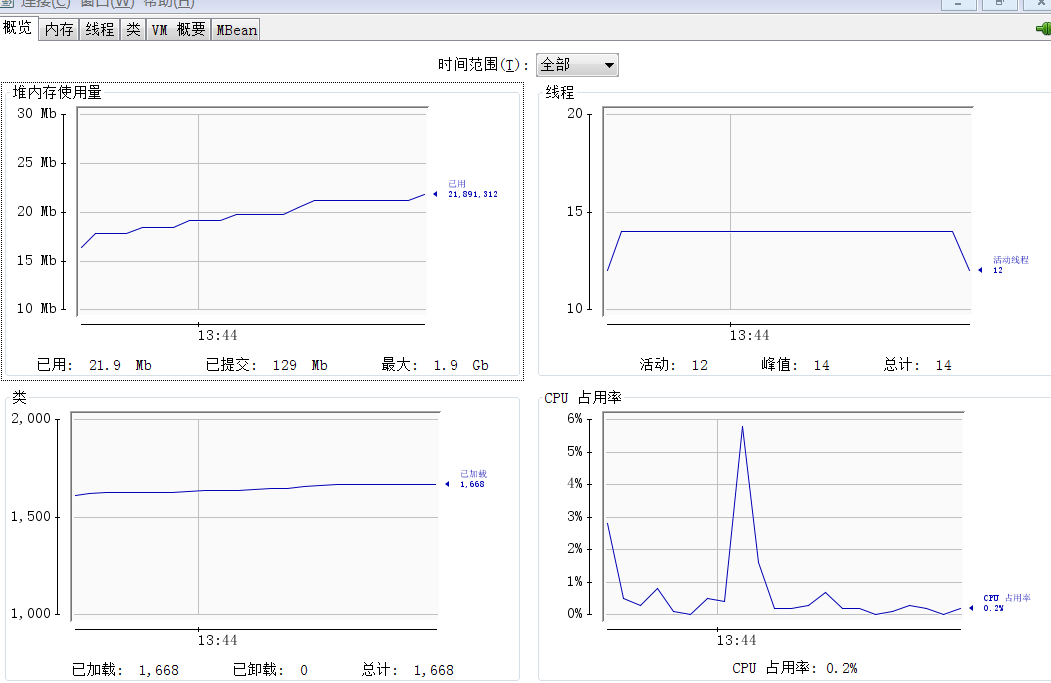 连接(C) 窗口(W) 帮助(H)
概览 内存 线程 类 VM 概要 MBean
时间范围(T): 全部
堆内存使用量
30 Mb
25 Mb
20 Mb
15 Mb
10 Mb
已用
21,891,312
13:44
已用: 21.9 Mb 已提交: 129 Mb 最大: 1.9 Gb
线程
20
15
10
活动线程
12
13:44
活动: 12 峰值: 14 总计: 14
类
2,000
1,500
1,000
已加载
1,668
13:44
已加载: 1,668 已卸载: 0 总计: 1,668
CPU 占用率
6%
5%
4%
3%
2%
1%
0%
CPU 占用率
0.2%
13:44
CPU 占用率: 0.2%